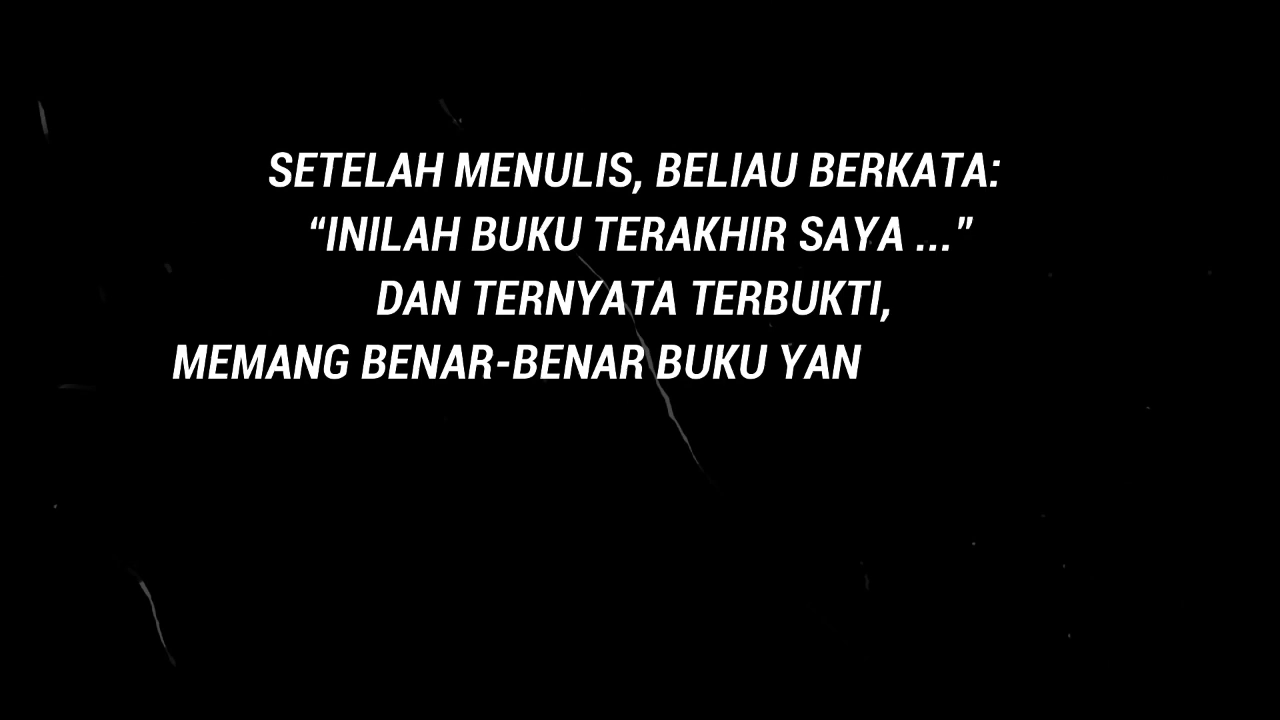 SETELAH MENULIS, BELIAU BERKATA:
“INILAH BUKU TERAKHIR SAYA ...”
DAN TERNYATA TERBUKTI,
MEMANG BENAR-BENAR BUKU YAN